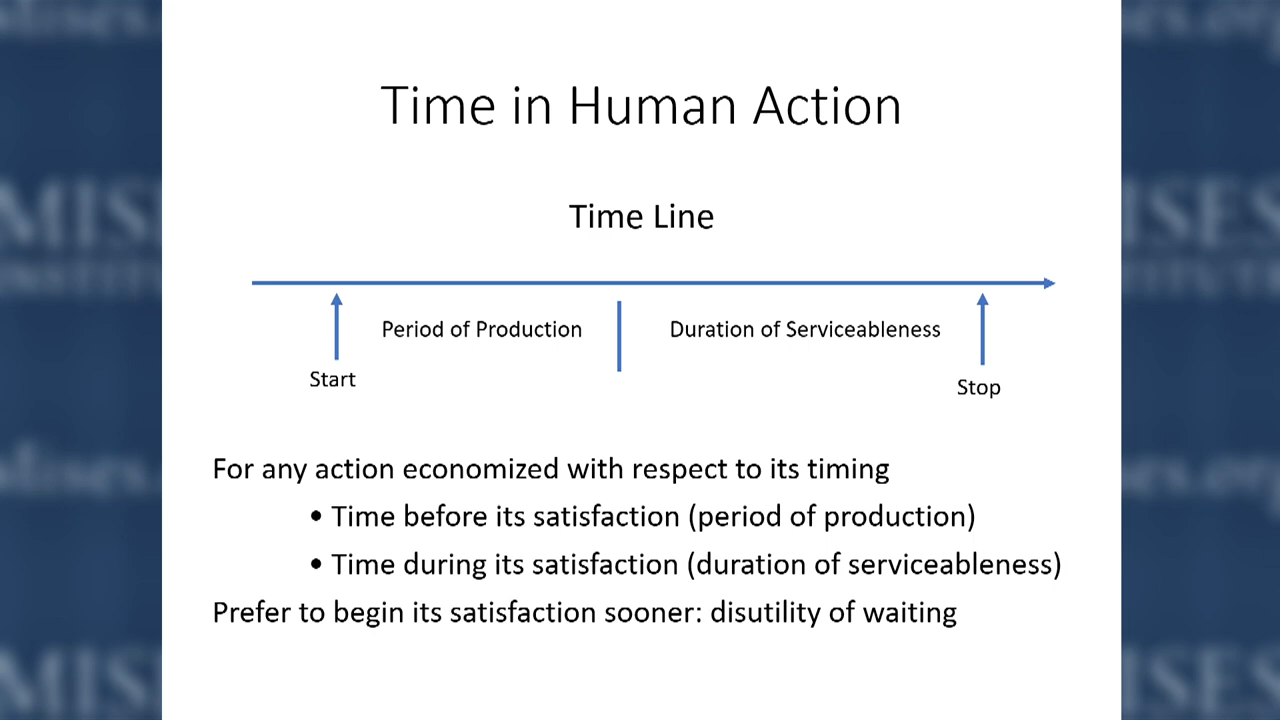 Time in Human Action
Time Line
Period of Production
Duration of Serviceableness
Start
Stop
For any action economized with respect to its timing
• Time before its satisfaction (period of production)
• Time during its satisfaction (duration of serviceableness)
Prefer to begin its satisfaction sooner: disutility of waiting